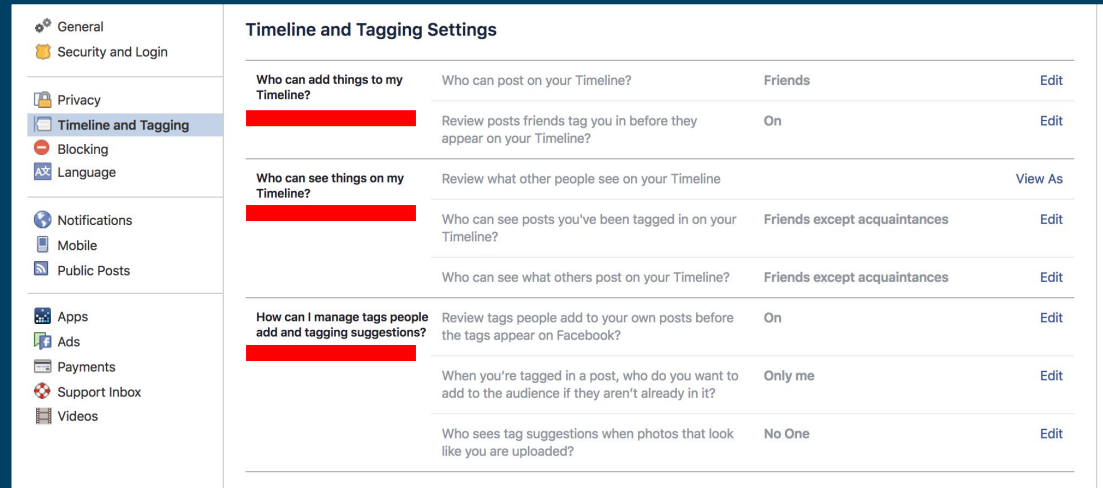 General
Security and Login
Privacy
Timeline and Tagging
Blocking
Language
Notifications
Mobile
Public Posts
Apps
Ads
Payments
Support Inbox
Videos
Timeline and Tagging Settings
Who can add things to my
Timeline?
Who can post on your Timeline?
Friends
Edit
Review posts friends tag you in before they
appear on your Timeline?
On
Edit
Who can see things on my
Timeline?
Review what other people see on your Timeline
View As
Who can see posts you've been tagged in on your
Timeline?
Friends except acquaintances
Edit
Who can see what others post on your Timeline?
Friends except acquaintances
Edit
How can I manage tags people
add and tagging suggestions?
Review tags people add to your own posts before
the tags appear on Facebook?
On
Edit
When you’re tagged in a post, who do you want to
add to the audience if they aren’t already in it?
Only me
Edit
Who sees tag suggestions when photos that look
like you are uploaded?
No One
Edit